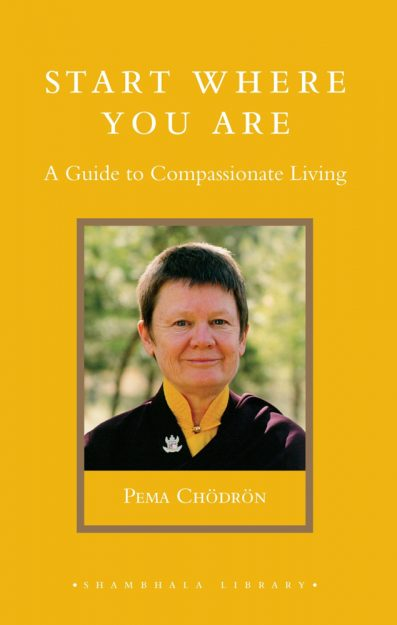 START WHERE
YOU ARE
A Guide to Compassionate Living
PEMA CHÖDRÖN
• SHAMBHALA LIBRARY •